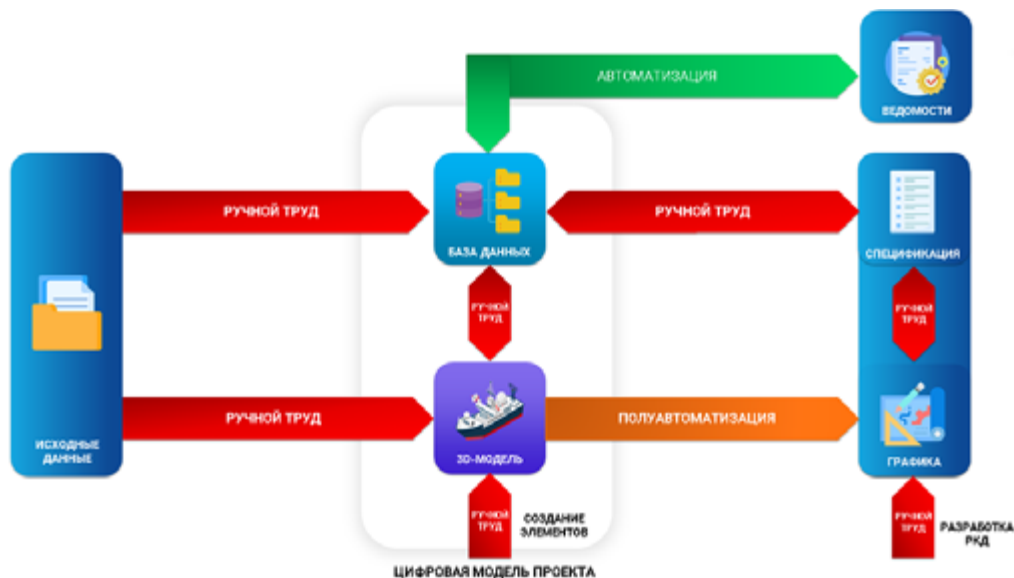 АВТОМАТИЗАЦИЯ
ВЕДОМОСТИ
РУЧНОЙ ТРУД
РУЧНОЙ ТРУД
БАЗА ДАННЫХ
СПЕЦИФИКАЦИЯ
РУЧНОЙ
ТРУД
РУЧНОЙ
ТРУД
РУЧНОЙ ТРУД
ПОЛУАВТОМАТИЗАЦИЯ
ИСХОДНЫЕ
ДАННЫЕ
3D-МОДЕЛЬ
ГРАФИКА
РУЧНОЙ
ТРУД
СОЗДАНИЕ
ЭЛЕМЕНТОВ
РУЧНОЙ
ТРУД
РАЗРАБОТКА
РКД
ЦИФРОВАЯ МОДЕЛЬ ПРОЕКТА